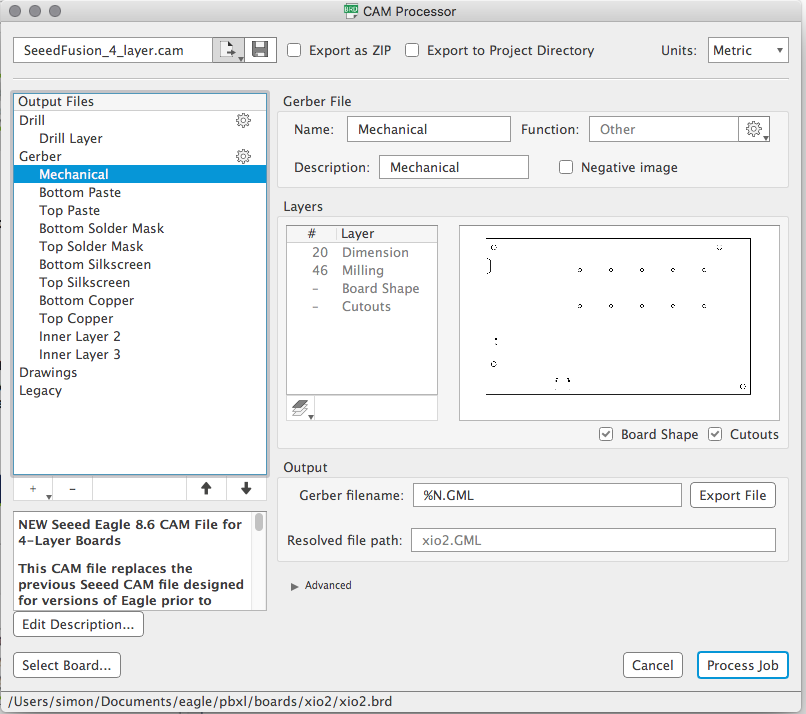 BRD
CAM Processor
SeeedFusion_4_layer.cam
Export as ZIP
Export to Project Directory
Units:
Metric
Output Files
Drill
Drill Layer
Gerber
Mechanical
Bottom Paste
Top Paste
Bottom Solder Mask
Top Solder Mask
Bottom Silkscreen
Top Silkscreen
Bottom Copper
Top Copper
Inner Layer 2
Inner Layer 3
Drawings
Legacy
+
-
NEW Seeed Eagle 8.6 CAM File for
4-Layer Boards
This CAM file replaces the
previous Seeed CAM file designed
for versions of Eagle prior to
Edit Description...
Select Board...
Gerber File
Name: Mechanical
Function: Other
Description: Mechanical
Negative image
Layers
# Layer
20 Dimension
46 Milling
– Board Shape
– Cutouts
Board Shape
Cutouts
Output
Gerber filename: %N.GML
Export File
Resolved file path: xio2.GML
Advanced
Cancel
Process Job
/Users/simon/Documents/eagle/pbxl/boards/xio2/xio2.brd